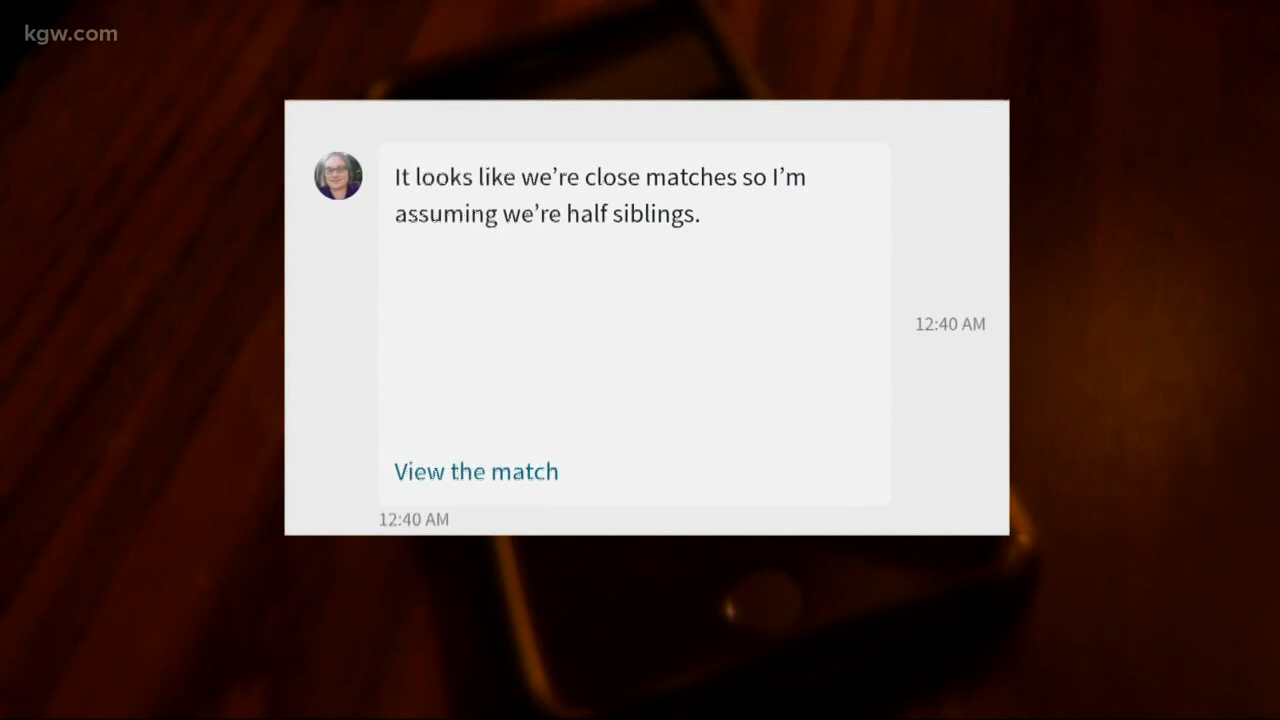 kgw.com
It looks like we're close matches so I'm
assuming we're half siblings.
12:40 AM
View the match
12:40 AM